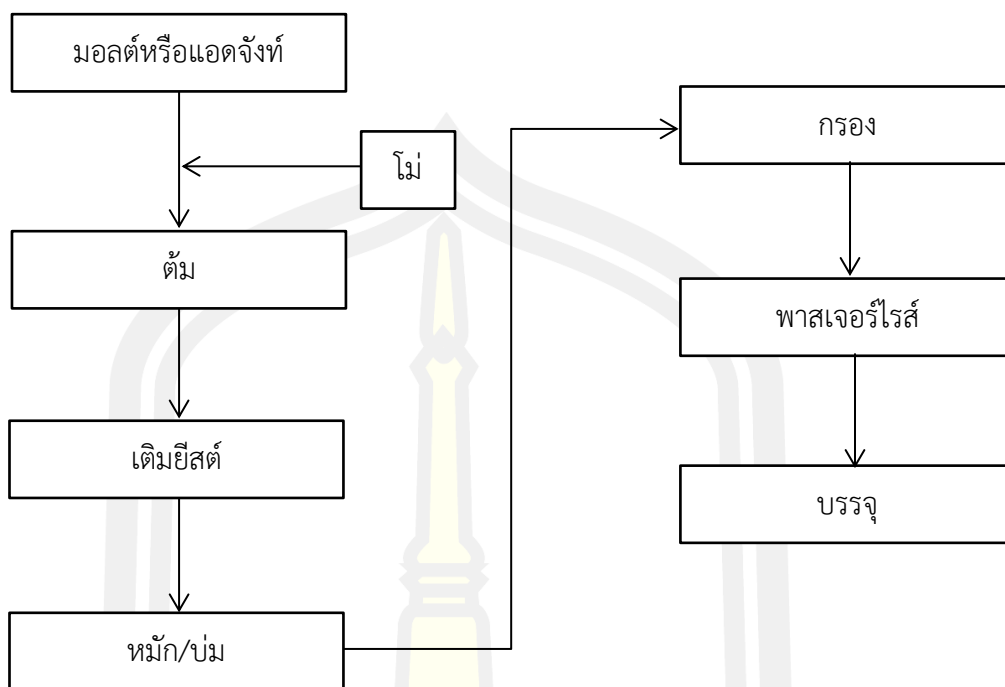 มอลต์หรือแอดจังท์
โม่
ต้ม
เติมยีสต์
หมัก/บ่ม
กรอง
พาสเจอร์ไรส์
บรรจุ